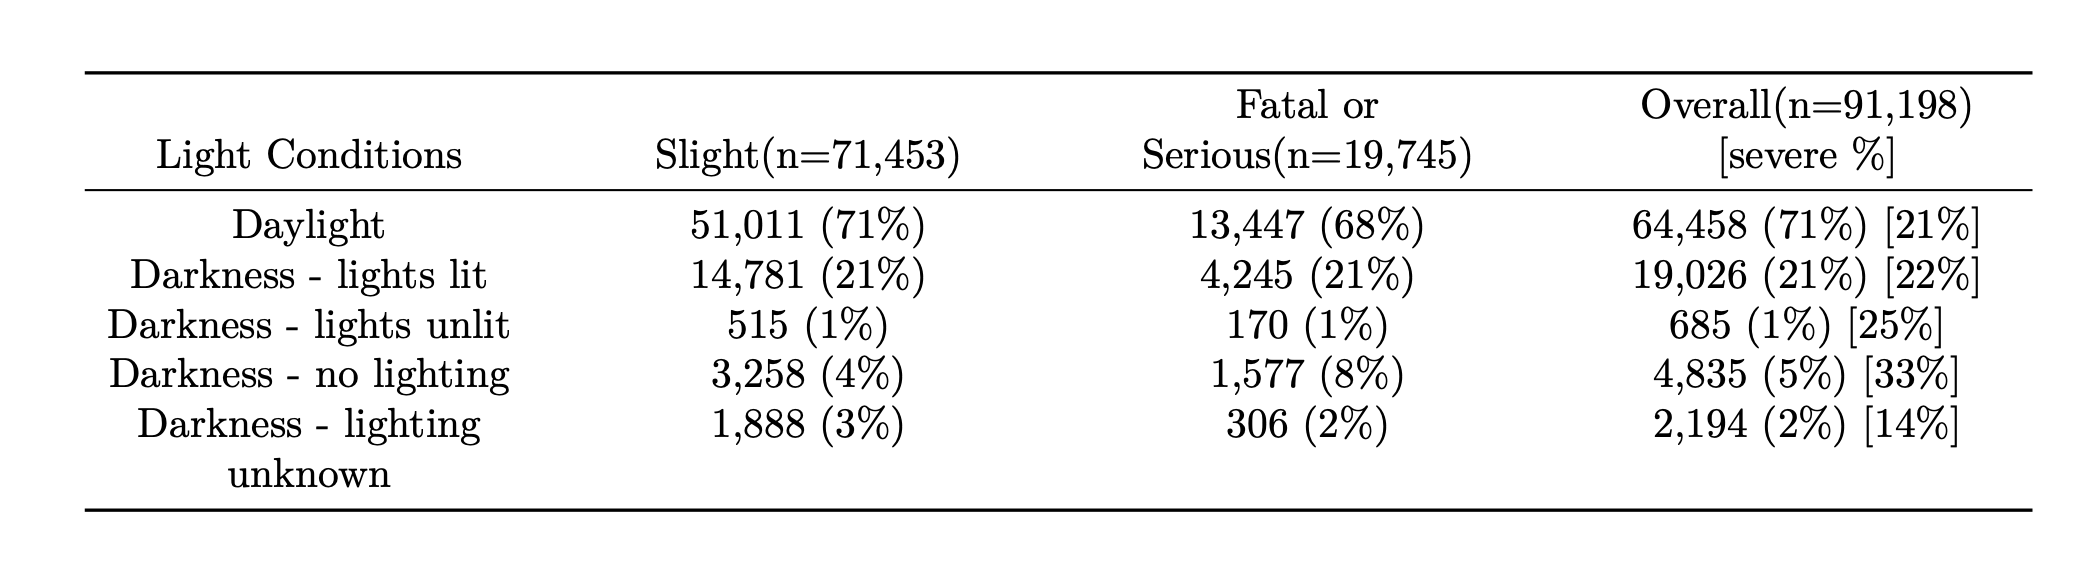 Fatal or Overall(n=91,198)
Light Conditions Slight(n=71,453) Serious(n=19,745) [severe %]
Daylight 51,011 (71%) 13,447 (68%) 64,458 (71%) [21%]
Darkness - lights lit 14,781 (21%) 4,245 (21%) 19,026 (21%) [22%]
Darkness - lights unlit 515 (1%) 170 (1%) 685 (1%) [25%]
Darkness - no lighting 3,258 (4%) 1,577 (8%) 4,835 (5%) [33%]
Darkness - lighting 1,888 (3%) 306 (2%) 2,194 (2%) [14%]
unknown